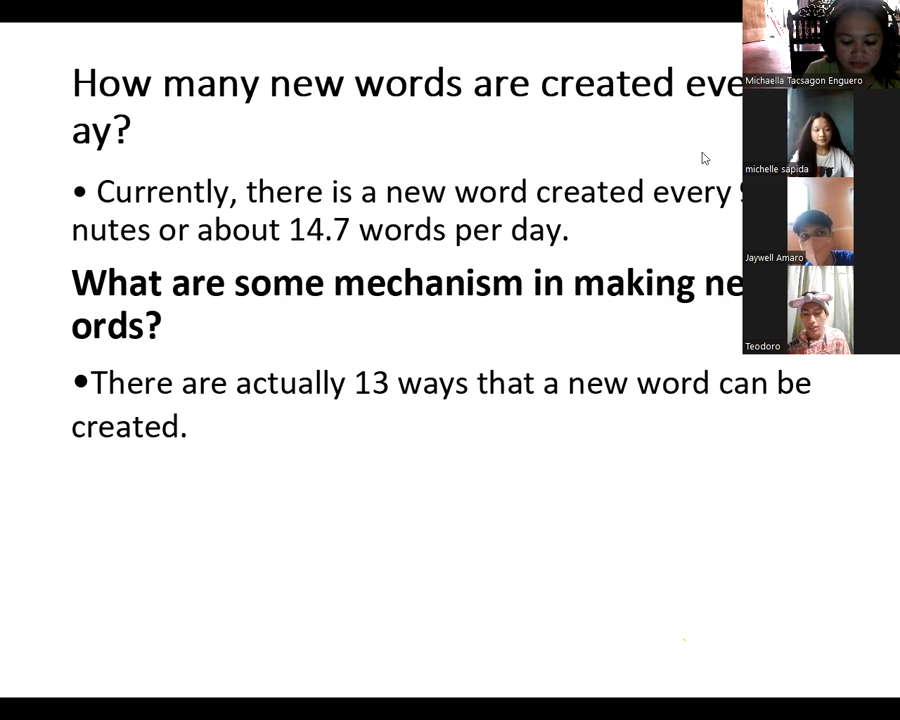 How many new words are created eve
ay?
• Currently, there is a new word created every
nutes or about 14.7 words per day.
What are some mechanism in making ne
ords?
•There are actually 13 ways that a new word can be
created.
Michaella Tacsagon Enguero
michelle sapida
Jaywell Amaro
Teodoro